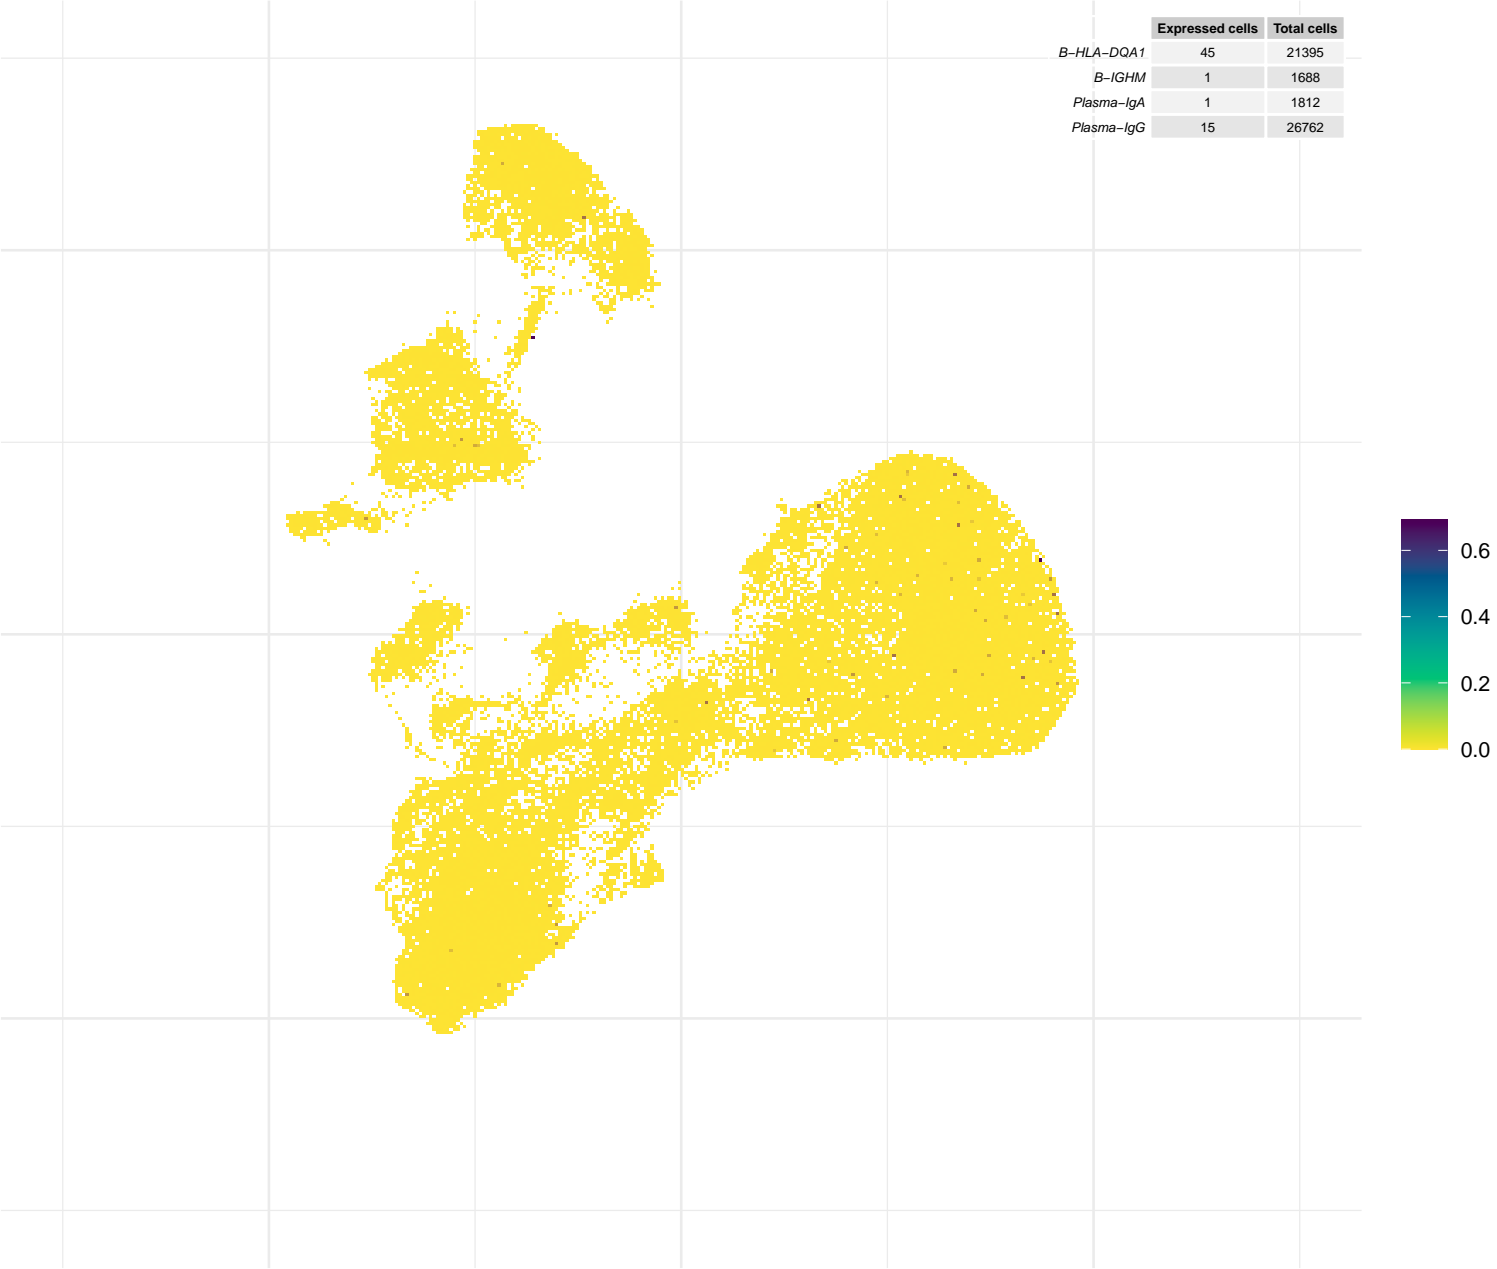 Expressed cells Total cells
B−HLA−DQA1 45 21395
B−IGHM 1 1688
Plasma−IgA 1 1812
Plasma−IgG 15 26762
0.6
0.4
0.2
0.0